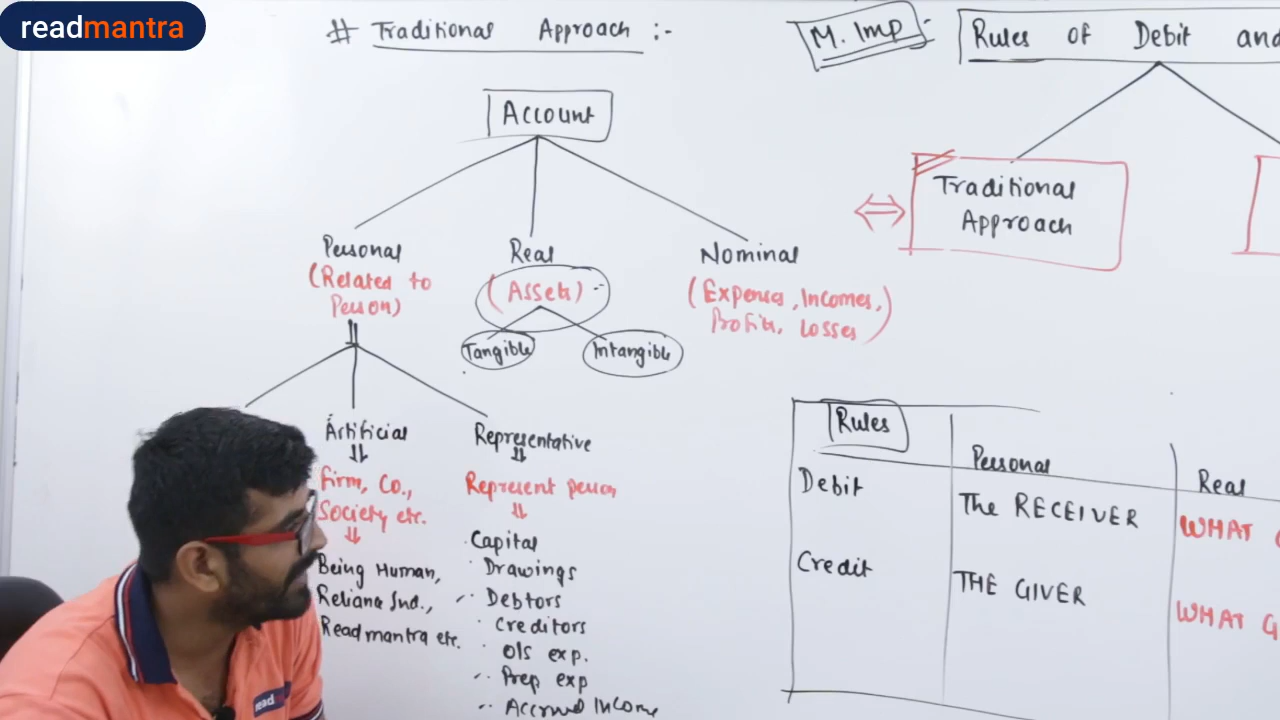 readmantra
# Traditional Approach :-
Account
Personal
(Related to
Person)
Real
(Assets)
Tangible
Intangible
Nominal
(Expenses, Incomes,
Profits, Losses)
Artificial
Firm, Co.,
Society etc.
Being Human,
Reliana Ind.,
Readmantra etc.
Representative
Represent person
Capital
Drawings
Debtors
Creditors
O/s exp.
Prep exp
Accrued Income
M. Imp :-
Rules of Debit and
Traditional
Approach
Rules
Personal
Real
Debit
The RECEIVER
WHAT
Credit
THE GIVER
WHAT G
read